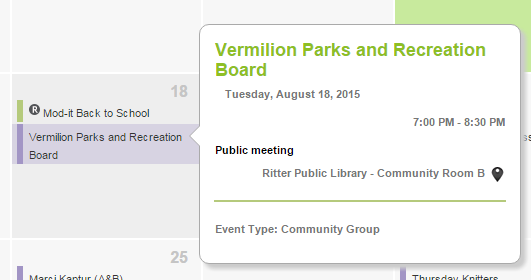 18
R Mod-it Back to School
Vermilion Parks and Recreation
Board
25
Marci Kaptur (A&B)
Vermilion Parks and Recreation
Board
Tuesday, August 18, 2015
7:00 PM - 8:30 PM
Public meeting
Ritter Public Library - Community Room B
Event Type: Community Group
Thursday Knitters